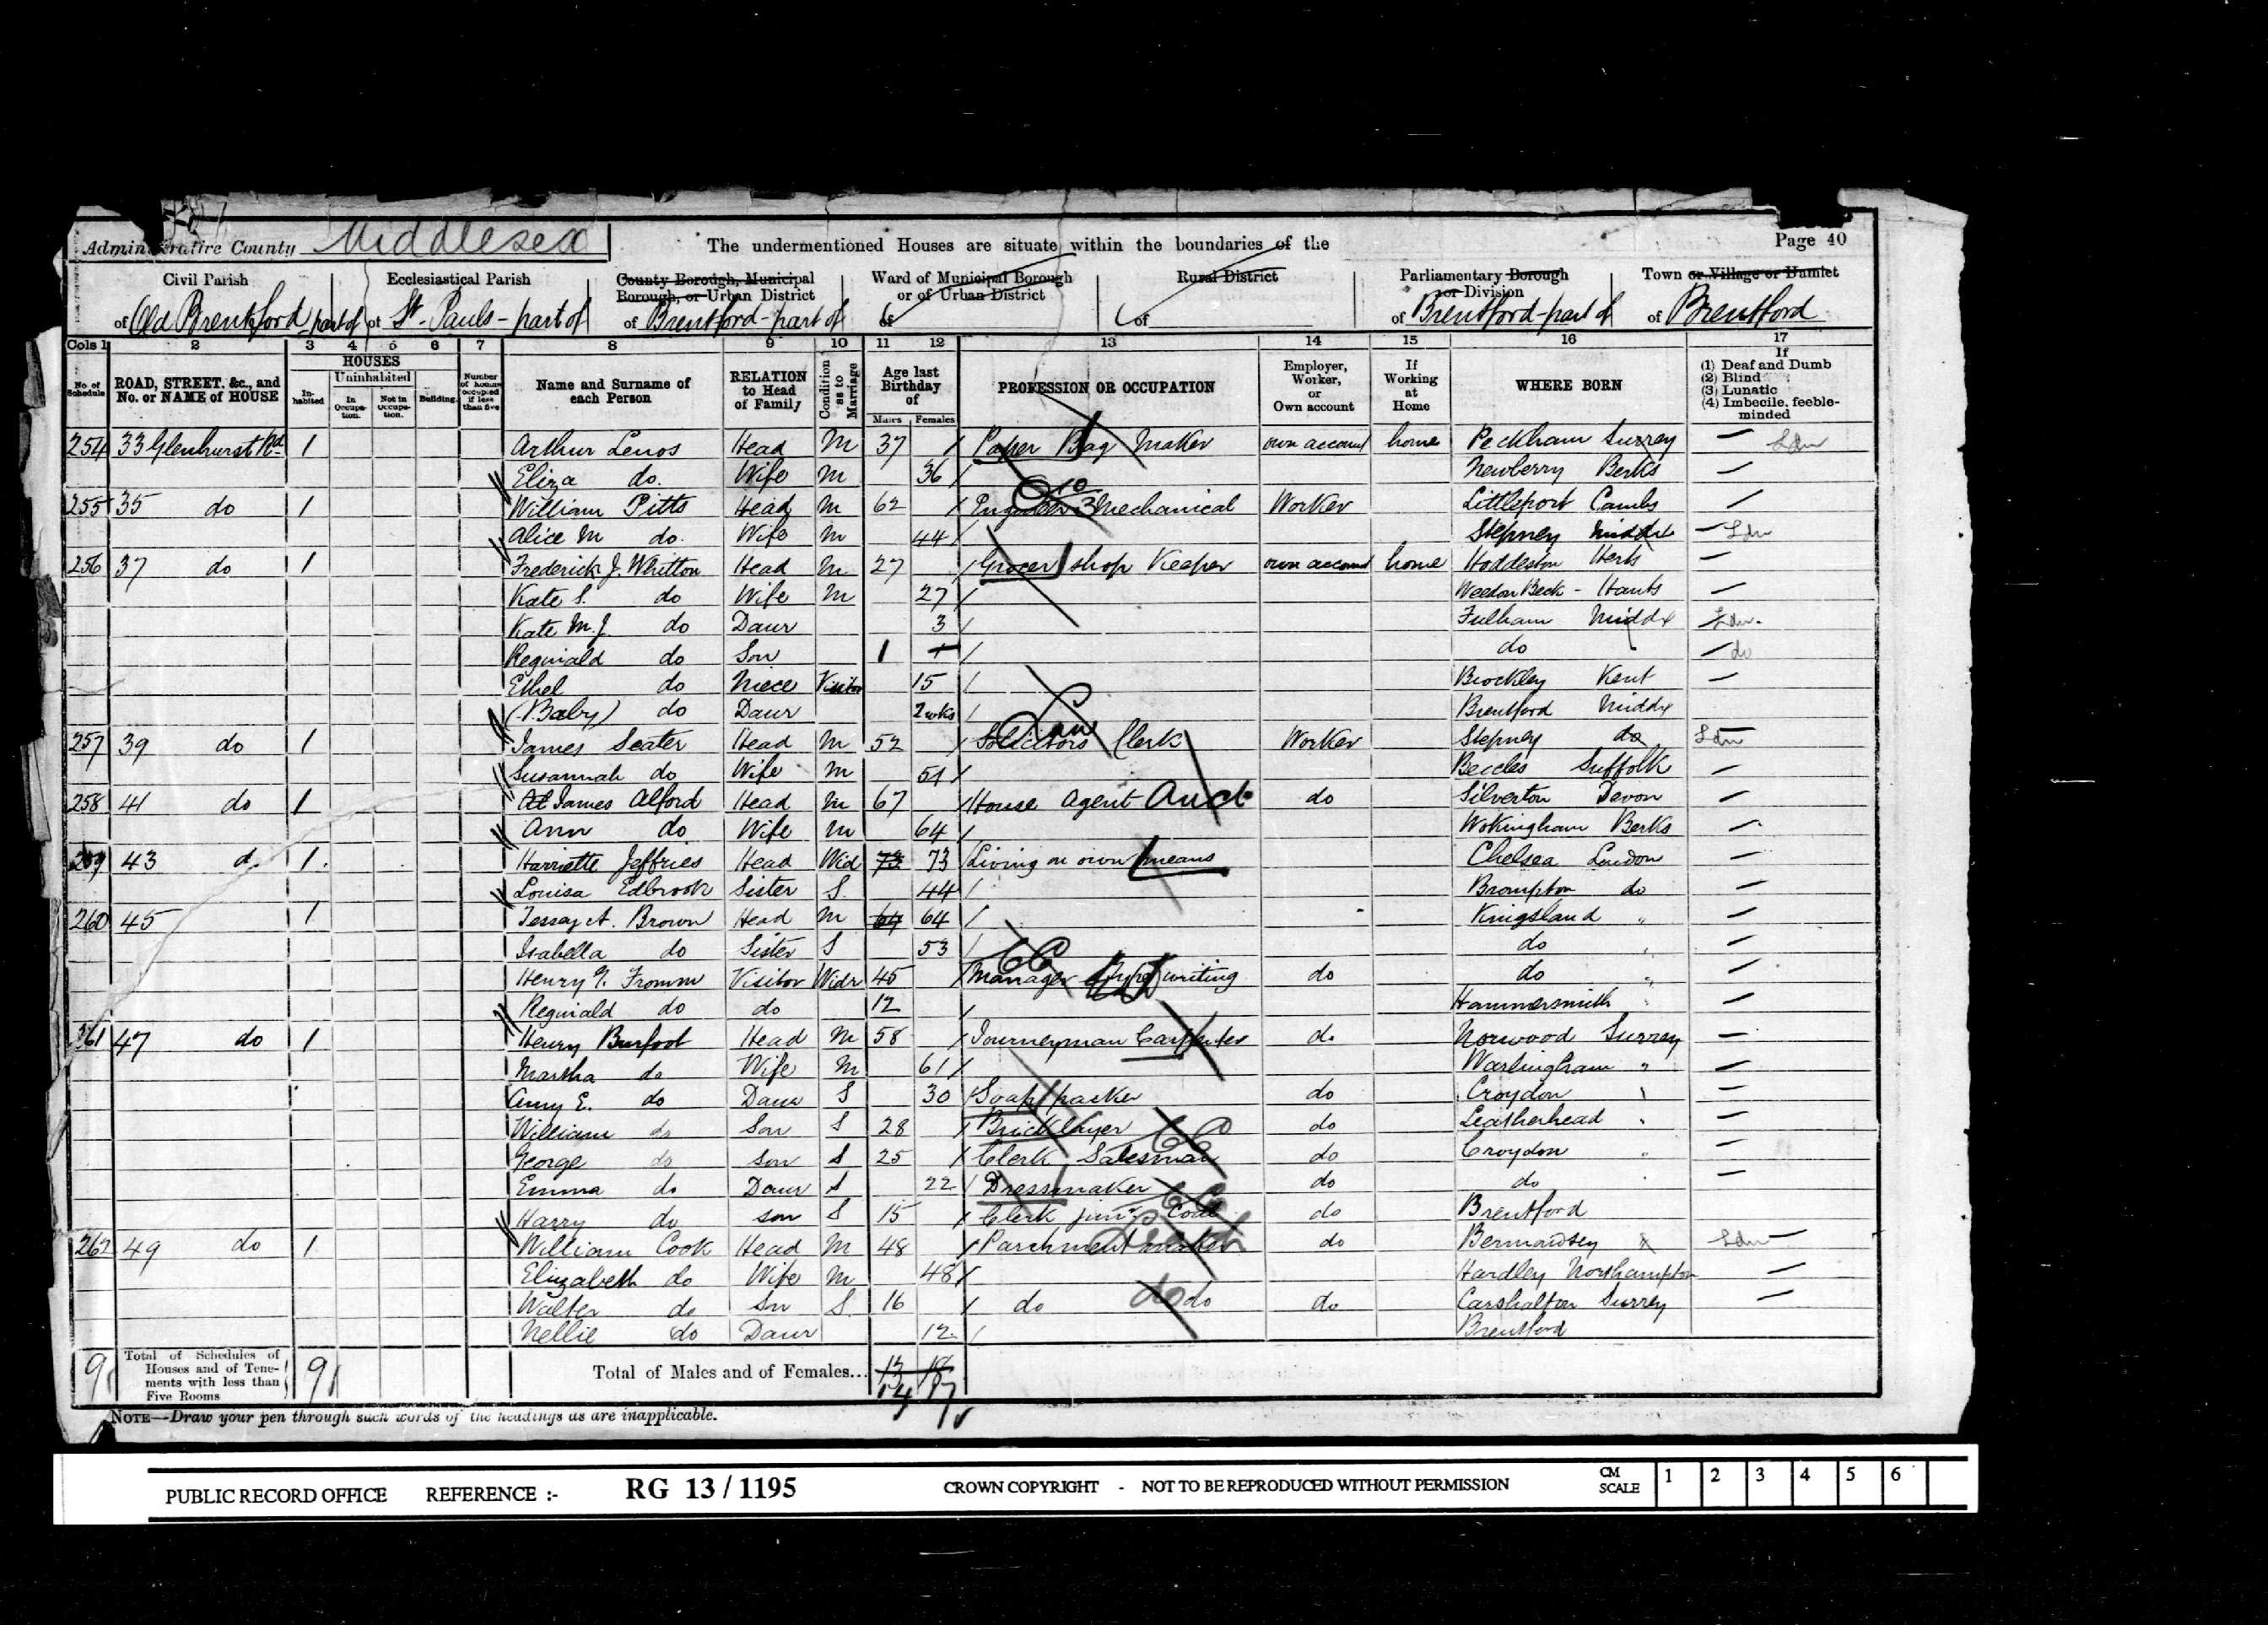 Administrative County Middlesex
The undermentioned Houses are situate within the boundaries of the
Page 40
Civil Parish
of Old Brentford part of
Ecclesiastical Parish
of St. Pauls - part of
County Borough, Municipal
Borough, or Urban District
of Brentford - part of
Ward of Municipal Borough
or of Urban District
of
Rural District
of
Parliamentary Borough
or Division
of Brentford - part of
Town or Village or Hamlet
of Brentford
Cols 1 2 3 4 5 6 7 8 9 10 11 12 13 14 15 16 17
No. of Schedule
ROAD, STREET, &c., and No. or NAME of HOUSE
HOUSES
Inhabited
Uninhabited
In Occupation.
Not in Occupation.
Building.
Number of Rooms occupied if less than five
Name and Surname of each Person
RELATION to Head of Family
Condition as to Marriage
Age last Birthday of
Males Females
PROFESSION OR OCCUPATION
Employer, Worker, or Own account
If Working at Home
WHERE BORN
If
(1) Deaf and Dumb
(2) Blind
(3) Lunatic
(4) Imbecile, feeble-minded
254 33 Glenhurst Rd 1 Arthur Lenos Head M 37 Paper Bag Maker own account home Peckham Surrey — Ldn
Eliza do. Wife M 36 Newberry Berks —
255 35 do 1 William Pitts Head M 62 Engineer Mechanical Worker Littleport Cambs —
Alice M do. Wife M 44 Stepney Middx — Ldn
256 37 do 1 Frederick J. Whitton Head M 27 Grocer shop Keeper own account home Hoddeston Herts —
Kate S. do Wife M 27 Weedon Beck - Hants —
Kate M. J. do Daur 3 Fulham Middx Ldn
Reginald do Son 1 do — do
Ethel do Niece Visitor 15 Brockley Kent —
(Baby) do Daur 2 wks Brentford Middx
257 39 do 1 James Seater Head M 52 Solicitors Law Clerk Worker Stepney do Ldn
Susannah do Wife M 51 Beccles Suffolk —
258 41 do 1 James Alford Head M 67 House Agent Auct do Silverton Devon —
Ann do Wife M 64 Wokingham Berks —
259 43 do 1 Harriette Jeffries Head Wid 73 73 Living on own means Chelsea London —
Louisa Edbrook Sister S. 44 Brompton do —
260 45 1 Jessey A. Brown Head M 64 64 Kingsland " —
Isabella do Sister S 53 do " —
Henry G. Fromm Visitor Widr 45 Manager Typewriting do do " —
Reginald do do 12 Hammersmith " —
261 47 do 1 Henry Burfoot Head M 58 Journeyman Carpenter do Norwood Surrey —
Martha do Wife M 61 Warlingham " —
Amy E. do Daur S 30 Soap packer do Croydon " —
William do Son S 28 Bricklayer do Leatherhead " —
George do Son S 25 Clerk Salesman do Croydon " —
Emma do Daur S 22 Dressmaker do do —
Harry do Son S 15 Clerk junr Coal do Brentford
262 49 do 1 William Cook Head M 48 Parchment maker do Bermondsey Ldn —
Elizabeth do Wife M 48 Hardley Northampton —
Walter do Son S. 16 do do do Carshalton Surrey —
Nellie do Daur 12 Brentford
9 Total of Schedules of Houses and of Tenements with less than Five Rooms 9
Total of Males and of Females... 13 18
14 17
NOTE—Draw your pen through such words of the headings as are inapplicable.
PUBLIC RECORD OFFICE REFERENCE :- RG 13 / 1195 CROWN COPYRIGHT - NOT TO BE REPRODUCED WITHOUT PERMISSION CM SCALE 1 2 3 4 5 6